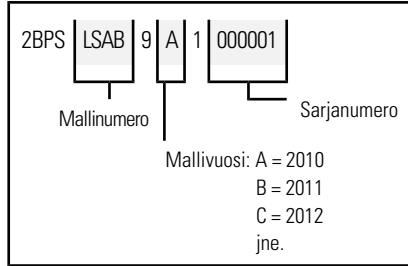 2BPS LSAB 9 A 1 000001
Mallinumero
Sarjanumero
Mallivuosi: A = 2010
B = 2011
C = 2012
jne.